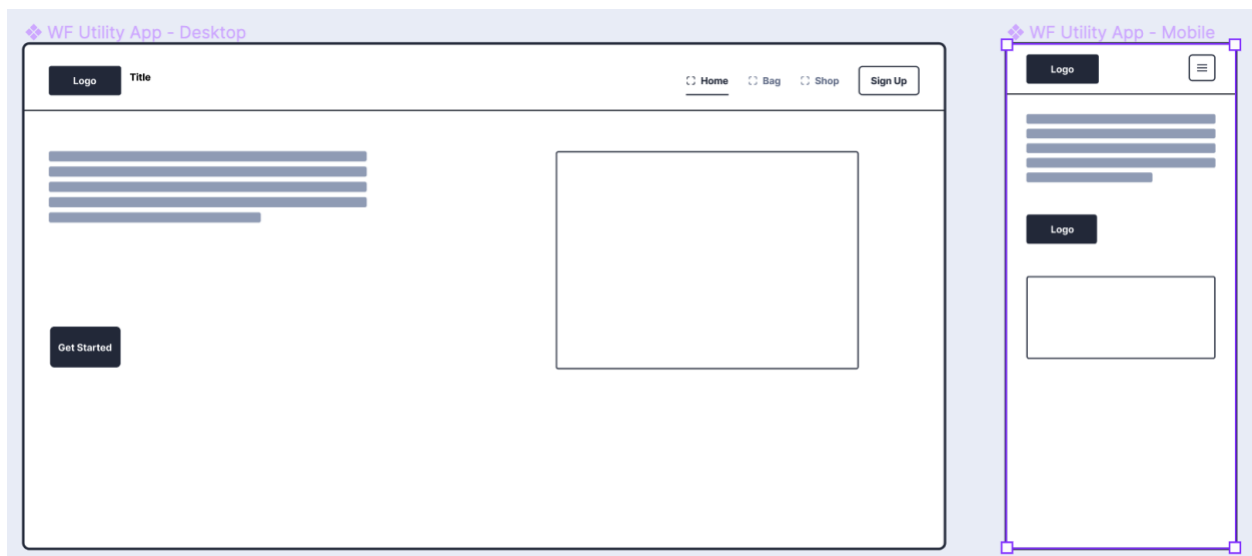 WF Utility App - Desktop
WF Utility App - Mobile
Logo
Title
Home
Bag
Shop
Sign Up
Get Started
Logo
Logo